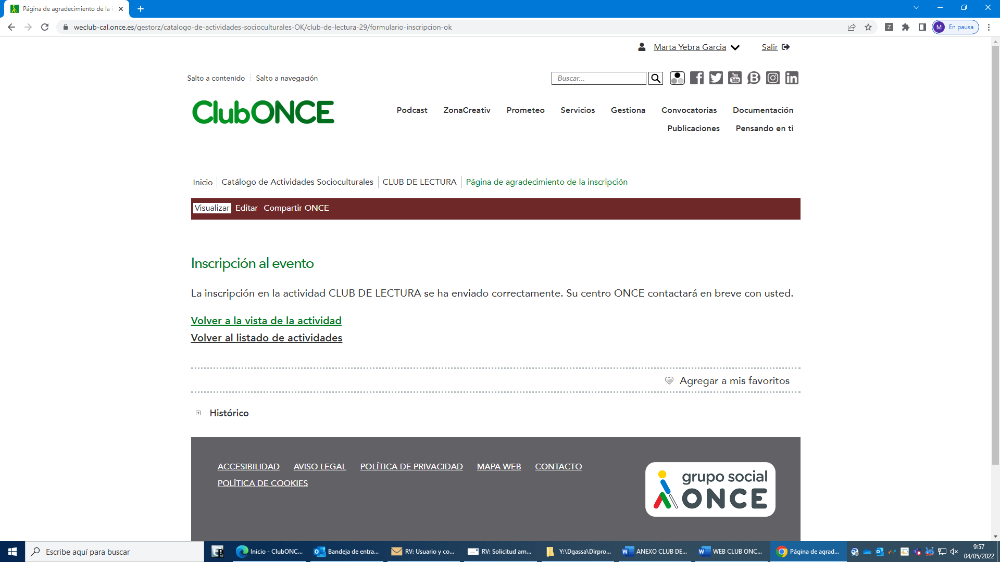 Página de agradecimiento de la i
weclub-cal.once.es/gestorz/catalogo-de-actividades-socioculturales-OK/club-de-lectura-29/formulario-inscripcion-ok
Z
M En pausa
Marta Yebra Garcia
Salir
Salto a contenido
Salto a navegación
Buscar...
You Tube
ClubONCE
Podcast ZonaCreativ Prometeo Servicios Gestiona Convocatorias Documentación
Publicaciones Pensando en ti
Inicio Catálogo de Actividades Socioculturales CLUB DE LECTURA Página de agradecimiento de la inscripción
Visualizar Editar Compartir ONCE
Inscripción al evento
La inscripción en la actividad CLUB DE LECTURA se ha enviado correctamente. Su centro ONCE contactará en breve con usted.
Volver a la vista de la actividad
Volver al listado de actividades
Agregar a mis favoritos
Histórico
ACCESIBILIDAD AVISO LEGAL POLÍTICA DE PRIVACIDAD MAPA WEB CONTACTO
POLÍTICA DE COOKIES
grupo social
ONCE
Escribe aquí para buscar
Inicio - ClubONC...
Bandeja de entra...
RV: Usuario y co...
RV: Solicitud am...
Y:\Dgassa\Dirpro...
ANEXO CLUB DE...
WEB CLUB ONC...
Página de agrad...
9:57
04/05/2022